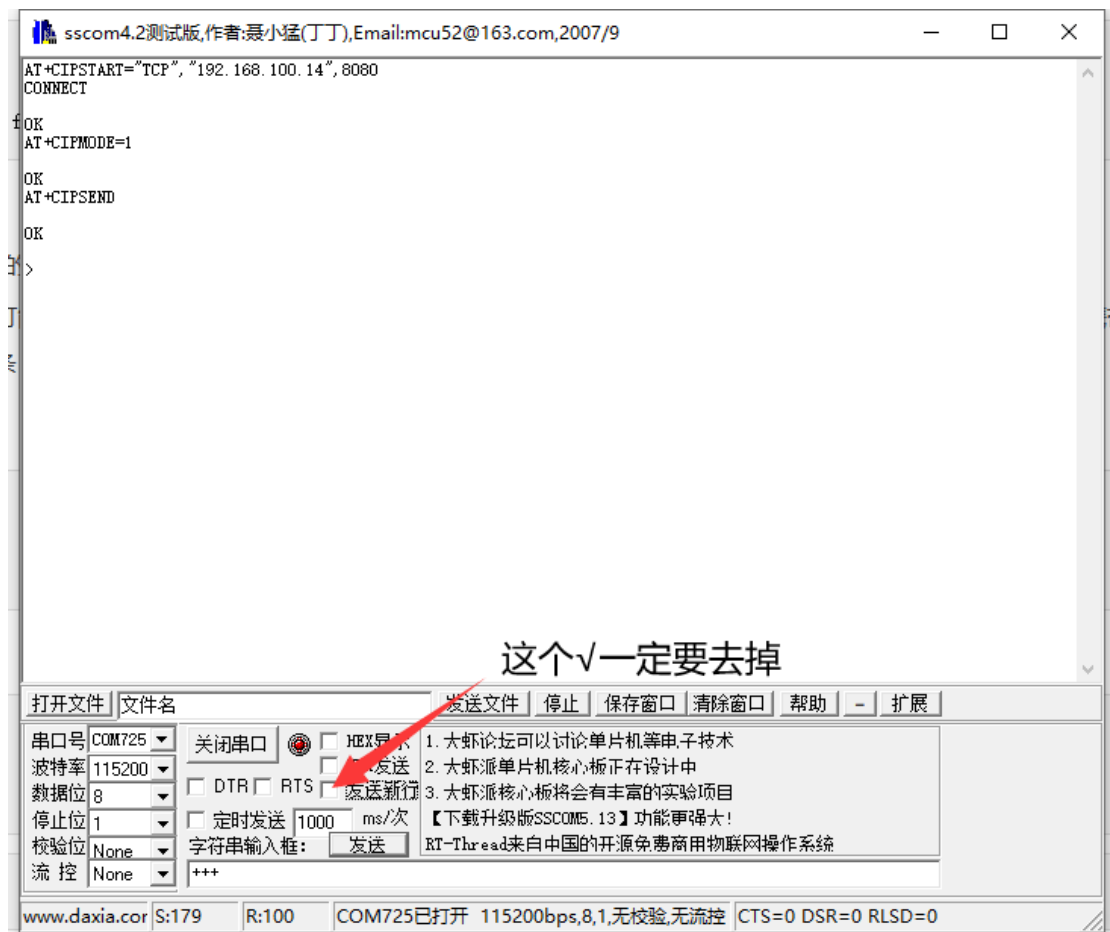 sscom4.2测试版,作者:聂小猛(丁丁),Email:mcu52@163.com,2007/9
AT+CIPSTART="TCP","192.168.100.14",8080
CONNECT
OK
AT+CIPMODE=1
OK
AT+CIPSEND
OK
>
这个√一定要去掉
打开文件 文件名 发送文件 停止 保存窗口 清除窗口 帮助 - 扩展
串口号 COM725 关闭串口 HEX显示 1.大虾论坛可以讨论单片机等电子技术
波特率 115200 发送 2.大虾派单片机核心板正在设计中
数据位 8 DTR RTS 发送新行 3.大虾派核心板将会有丰富的实验项目
停止位 1 定时发送 1000 ms/次 【下载升级版SSCOM5.13】功能更强大!
校验位 None 字符串输入框: 发送 RT-Thread来自中国的开源免费商用物联网操作系统
流 控 None +++
www.daxia.cor S:179 R:100 COM725已打开 115200bps,8,1,无校验,无流控 CTS=0 DSR=0 RLSD=0